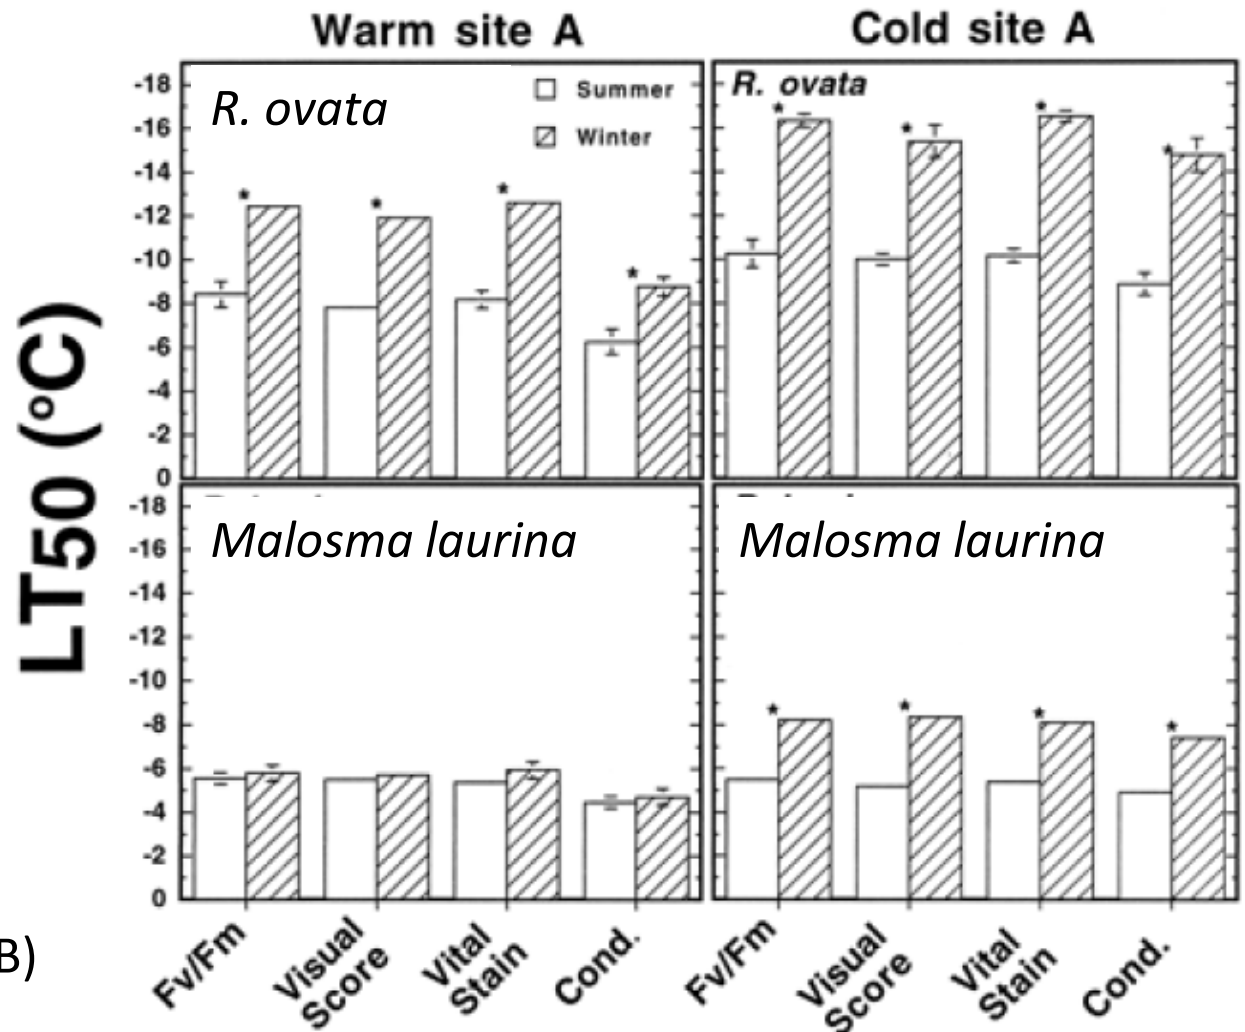 Warm site A
Cold site A
LT50 (°C)
-18
-16
-14
-12
-10
-8
-6
-4
-2
0
R. ovata
Summer
Winter
*
*
*
*
R. ovata
*
*
*
*
-18
-16
-14
-12
-10
-8
-6
-4
-2
0
Malosma laurina
Malosma laurina
*
*
*
*
B)
Fv/Fm
Visual
Score
Vital
Stain
Cond.
Fv/Fm
Visual
Score
Vital
Stain
Cond.